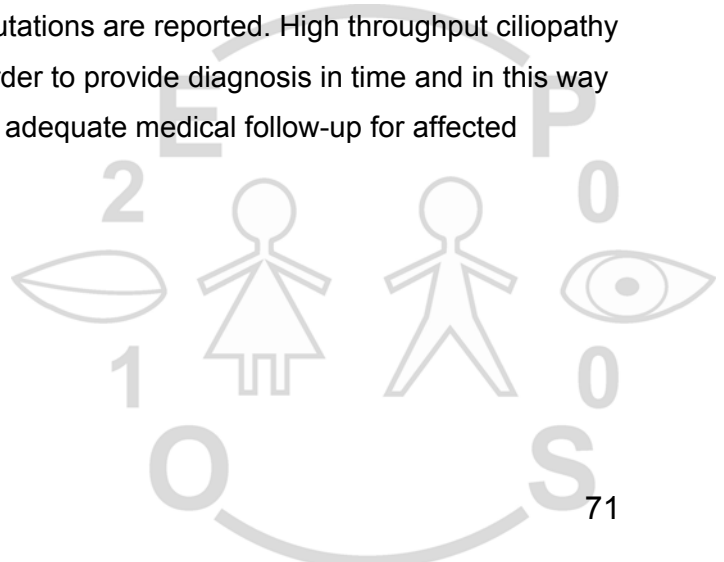 utations are reported. High throughput ciliopathy
rder to provide diagnosis in time and in this way
adequate medical follow-up for affected
E P
2 0
1 0
O S
71